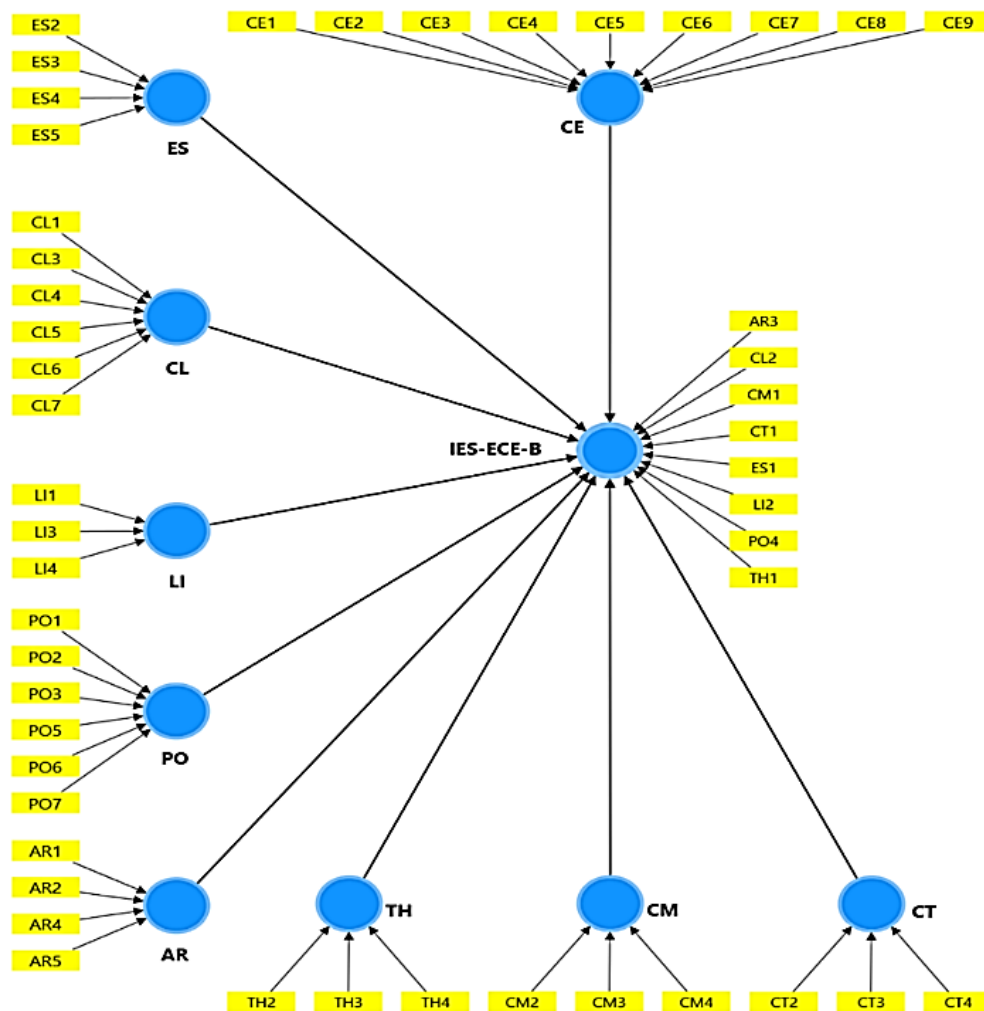 ES2
ES3
ES4
ES5
ES
CE1 CE2 CE3 CE4 CE5 CE6 CE7 CE8 CE9
CE
CL1
CL3
CL4
CL5
CL6
CL7
CL
IES-ECE-B
AR3
CL2
CM1
CT1
ES1
LI2
PO4
TH1
LI1
LI3
LI4
LI
PO1
PO2
PO3
PO5
PO6
PO7
PO
AR1
AR2
AR4
AR5
AR
TH
CM
CT
TH2 TH3 TH4
CM2 CM3 CM4
CT2 CT3 CT4